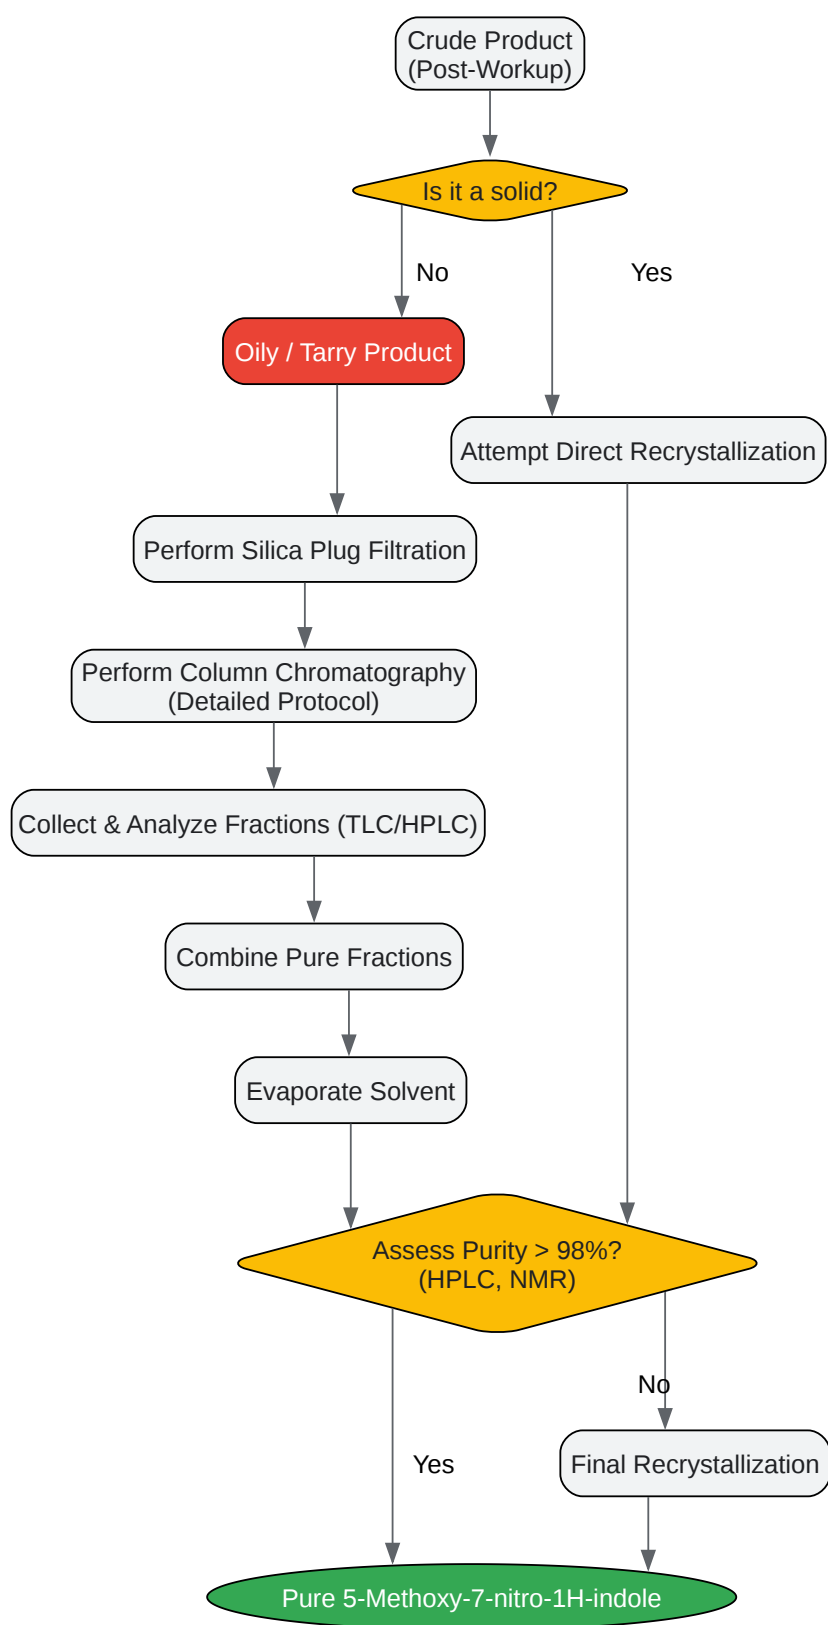 Crude Product
(Post-Workup)
Is it a solid?
No
Yes
Oily / Tarry Product
Attempt Direct Recrystallization
Perform Silica Plug Filtration
Perform Column Chromatography
(Detailed Protocol)
Collect & Analyze Fractions (TLC/HPLC)
Combine Pure Fractions
Evaporate Solvent
Assess Purity > 98%?
(HPLC, NMR)
No
Yes
Final Recrystallization
Pure 5-Methoxy-7-nitro-1H-indole